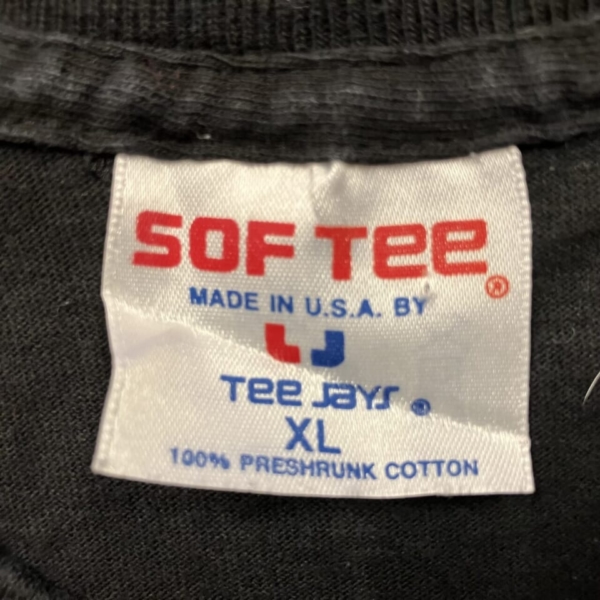 SOF TEE®
MADE IN U.S.A. BY
TEE JAYS®
XL
100% PRESHRUNK COTTON